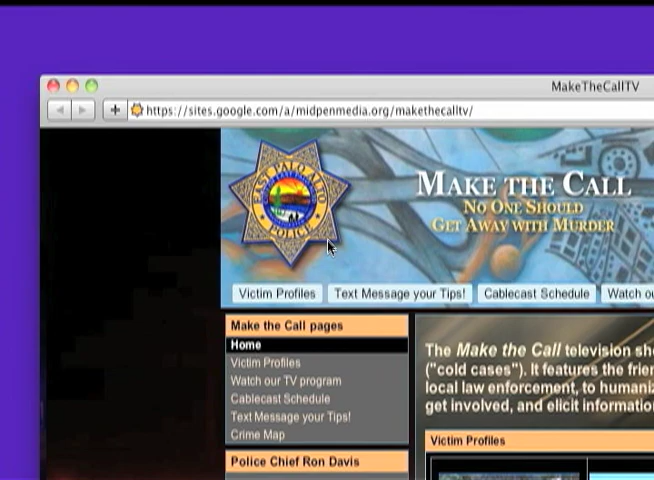 MakeTheCallTV
https://sites.google.com/a/midpenmedia.org/makethecalltv/
EAST PALO ALTO
POLICE
MAKE THE CALL
NO ONE SHOULD
GET AWAY WITH MURDER
Victim Profiles
Text Message your Tips!
Cablecast Schedule
Watch ou
Make the Call pages
Home
Victim Profiles
Watch our TV program
Cablecast Schedule
Text Message your Tips!
Crime Map
Police Chief Ron Davis
The Make the Call television sh
("cold cases"). It features the frie
local law enforcement, to humaniz
get involved, and elicit informatio
Victim Profiles